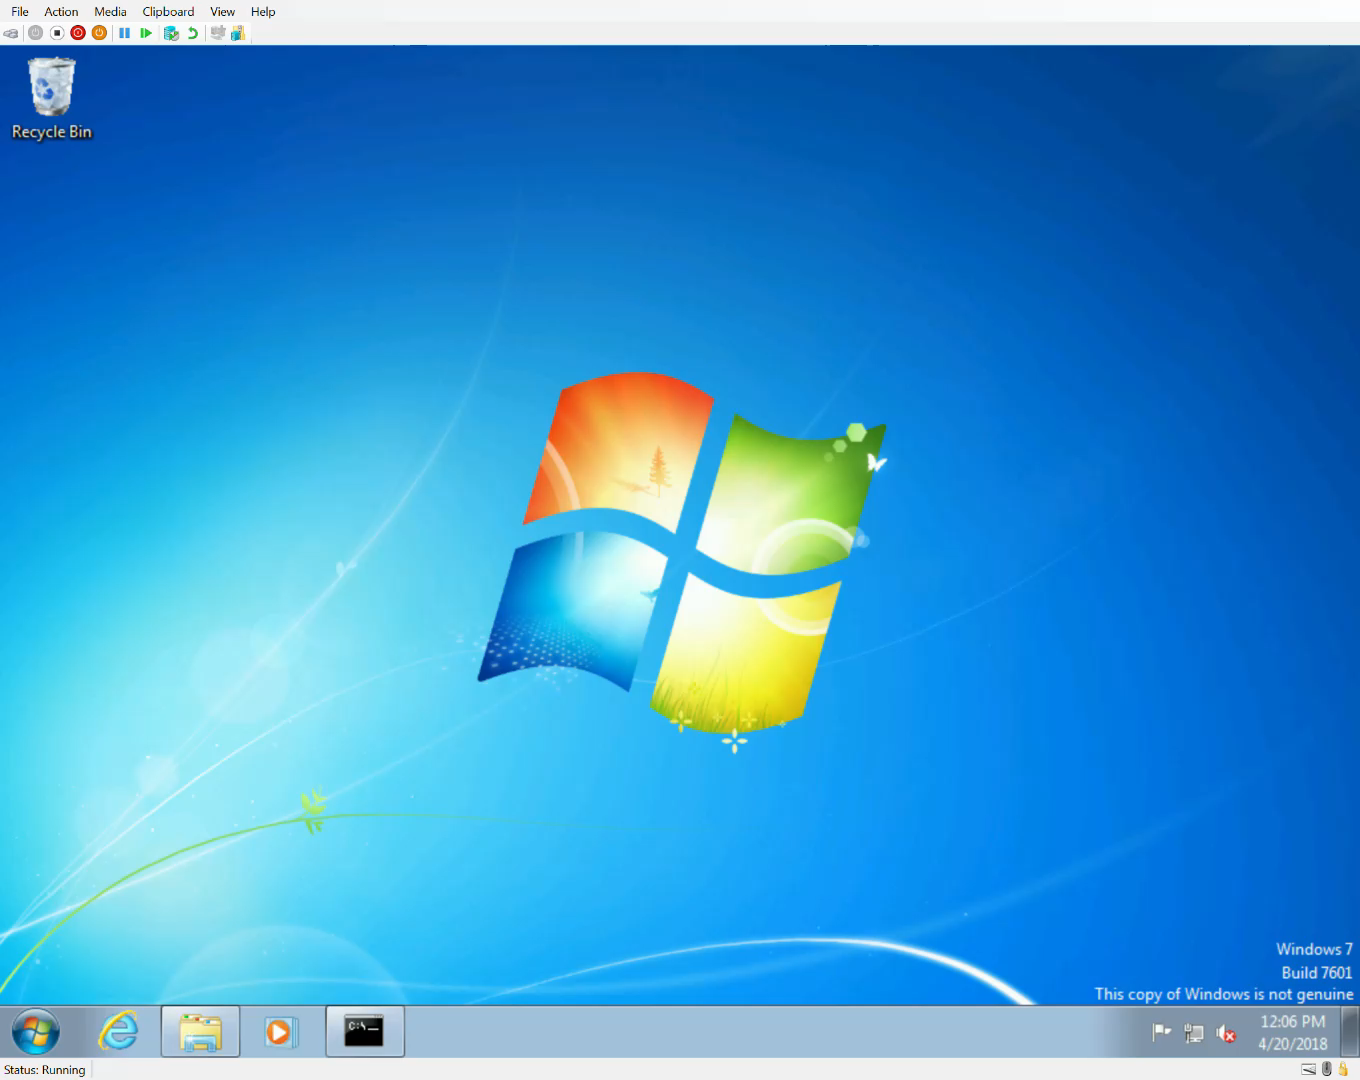 File Action Media Clipboard View Help
Recycle Bin
Windows 7
Build 7601
This copy of Windows is not genuine
C:\_
12:06 PM
4/20/2018
Status: Running